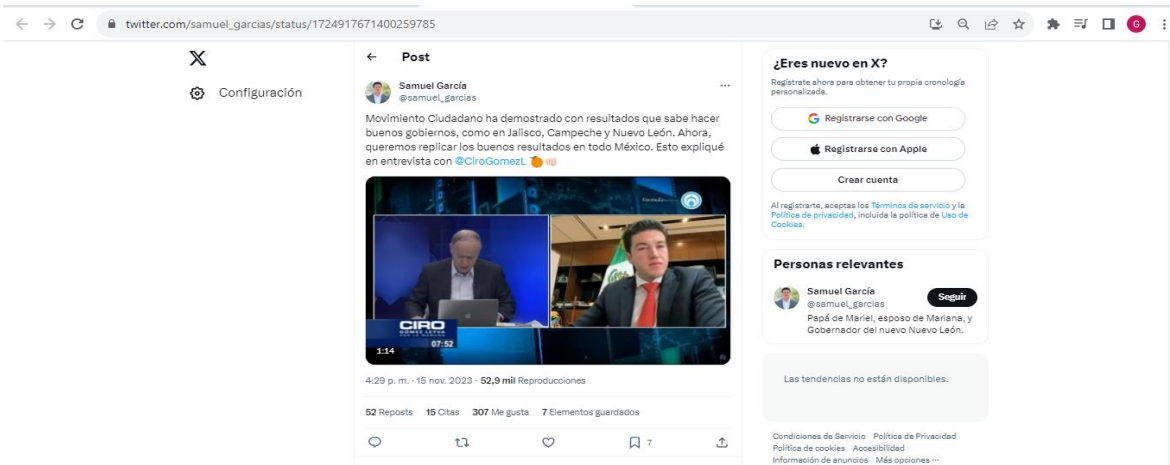 twitter.com/samuel_garcias/status/1724917671400259785
G
Configuración
Post
Samuel García
@samuel_garcias
Movimiento Ciudadano ha demostrado con resultados que sabe hacer
buenos gobiernos, como en Jalisco, Campeche y Nuevo León. Ahora,
queremos replicar los buenos resultados en todo México. Esto expliqué
en entrevista con @CiroGomezL
CIRO
GÓMEZ LEYVA
1:14
07:52
4:29 p. m. · 15 nov. 2023 · 52,9 mil Reproducciones
52 Reposts 15 Citas 307 Me gusta 7 Elementos guardados
7
¿Eres nuevo en X?
Regístrate ahora para obtener tu propia cronología
personalizada.
Registrarse con Google
Registrarse con Apple
Crear cuenta
Al registrarte, aceptas los Términos de servicio y la
Política de privacidad, incluida la política de Uso de
Cookies.
Personas relevantes
Samuel García
@samuel_garcias
Seguir
Papá de Mariel, esposo de Mariana, y
Gobernador del nuevo Nuevo León.
Las tendencias no están disponibles.
Condiciones de Servicio Política de Privacidad
Política de cookies Accesibilidad
Información de anuncios Más opciones ···